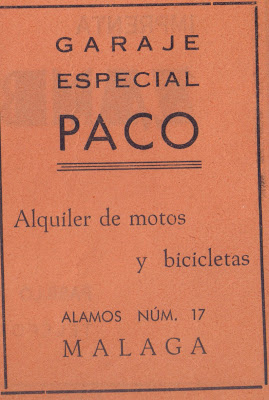 GARAJE
ESPECIAL
PACO
Alquiler de motos
y bicicletas
ALAMOS NÚM. 17
MALAGA